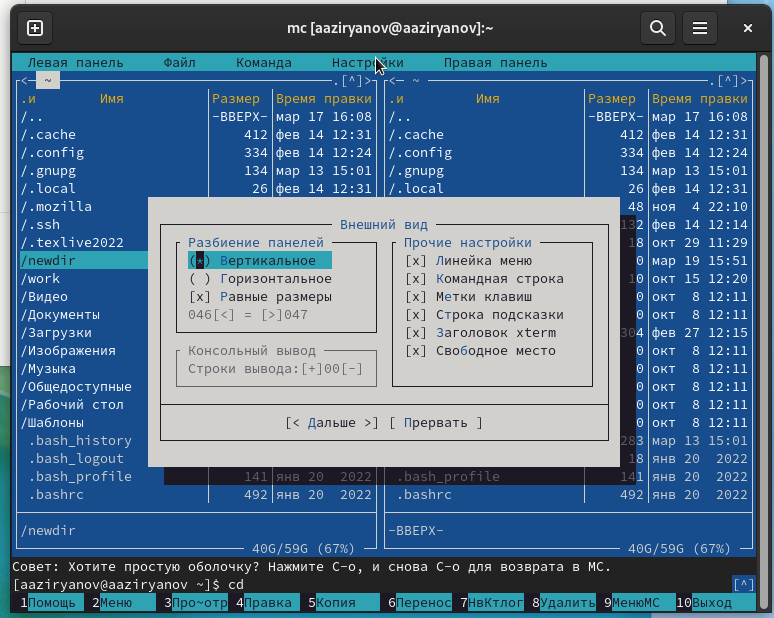 mc [aaziryanov@aaziryanov]:~
Левая панель Файл Команда Настройки Правая панель
<─ ~ ─ .[^]> <─ ~ ─ .[^]>
.и Имя Размер Время правки .и Имя Размер Время правки
/.. -ВВЕРХ- мар 17 16:08 /.. -ВВЕРХ- мар 17 16:08
/.cache 412 фев 14 12:31 /.cache 412 фев 14 12:31
/.config 334 фев 14 12:24 /.config 334 фев 14 12:24
/.gnupg 134 мар 13 15:01 /.gnupg 134 мар 13 15:01
/.local 26 фев 14 12:31 /.local 26 фев 14 12:31
/.mozilla 48 ноя 4 22:10
/.ssh Внешний вид 132 фев 14 12:14
/.texlive2022 Разбиение панелей Прочие настройки 18 окт 29 11:29
/newdir (*) Вертикальное [x] Линейка меню 0 мар 19 15:51
/work ( ) Горизонтальное [x] Командная строка 0 окт 15 12:20
/Видео [x] Равные размеры [x] Метки клавиш 0 окт 8 12:11
/Документы 046[<] = [>]047 [x] Строка подсказки 0 окт 8 12:11
/Загрузки [x] Заголовок xterm 304 фев 27 12:15
/Изображения Консольный вывод [x] Свободное место 0 окт 8 12:11
/Музыка Строки вывода:[+]00[-] 0 окт 8 12:11
/Общедоступные 0 окт 8 12:11
/Рабочий стол 0 окт 8 12:11
/Шаблоны [< Дальше >] [ Прервать ] 0 окт 8 12:11
.bash_history 283 мар 13 15:01
.bash_logout 18 янв 20 2022
.bash_profile 141 янв 20 2022 .bash_profile 141 янв 20 2022
.bashrc 492 янв 20 2022 .bashrc 492 янв 20 2022
/newdir -ВВЕРХ-
40G/59G (67%) 40G/59G (67%)
Совет: Хотите простую оболочку? Нажмите C-o, и снова C-o для возврата в MC.
[aaziryanov@aaziryanov ~]$ cd [^]
1Помощь 2Меню 3Про~отр 4Правка 5Копия 6Перенос 7НвКтлог 8Удалить 9МенюMC 10Выход